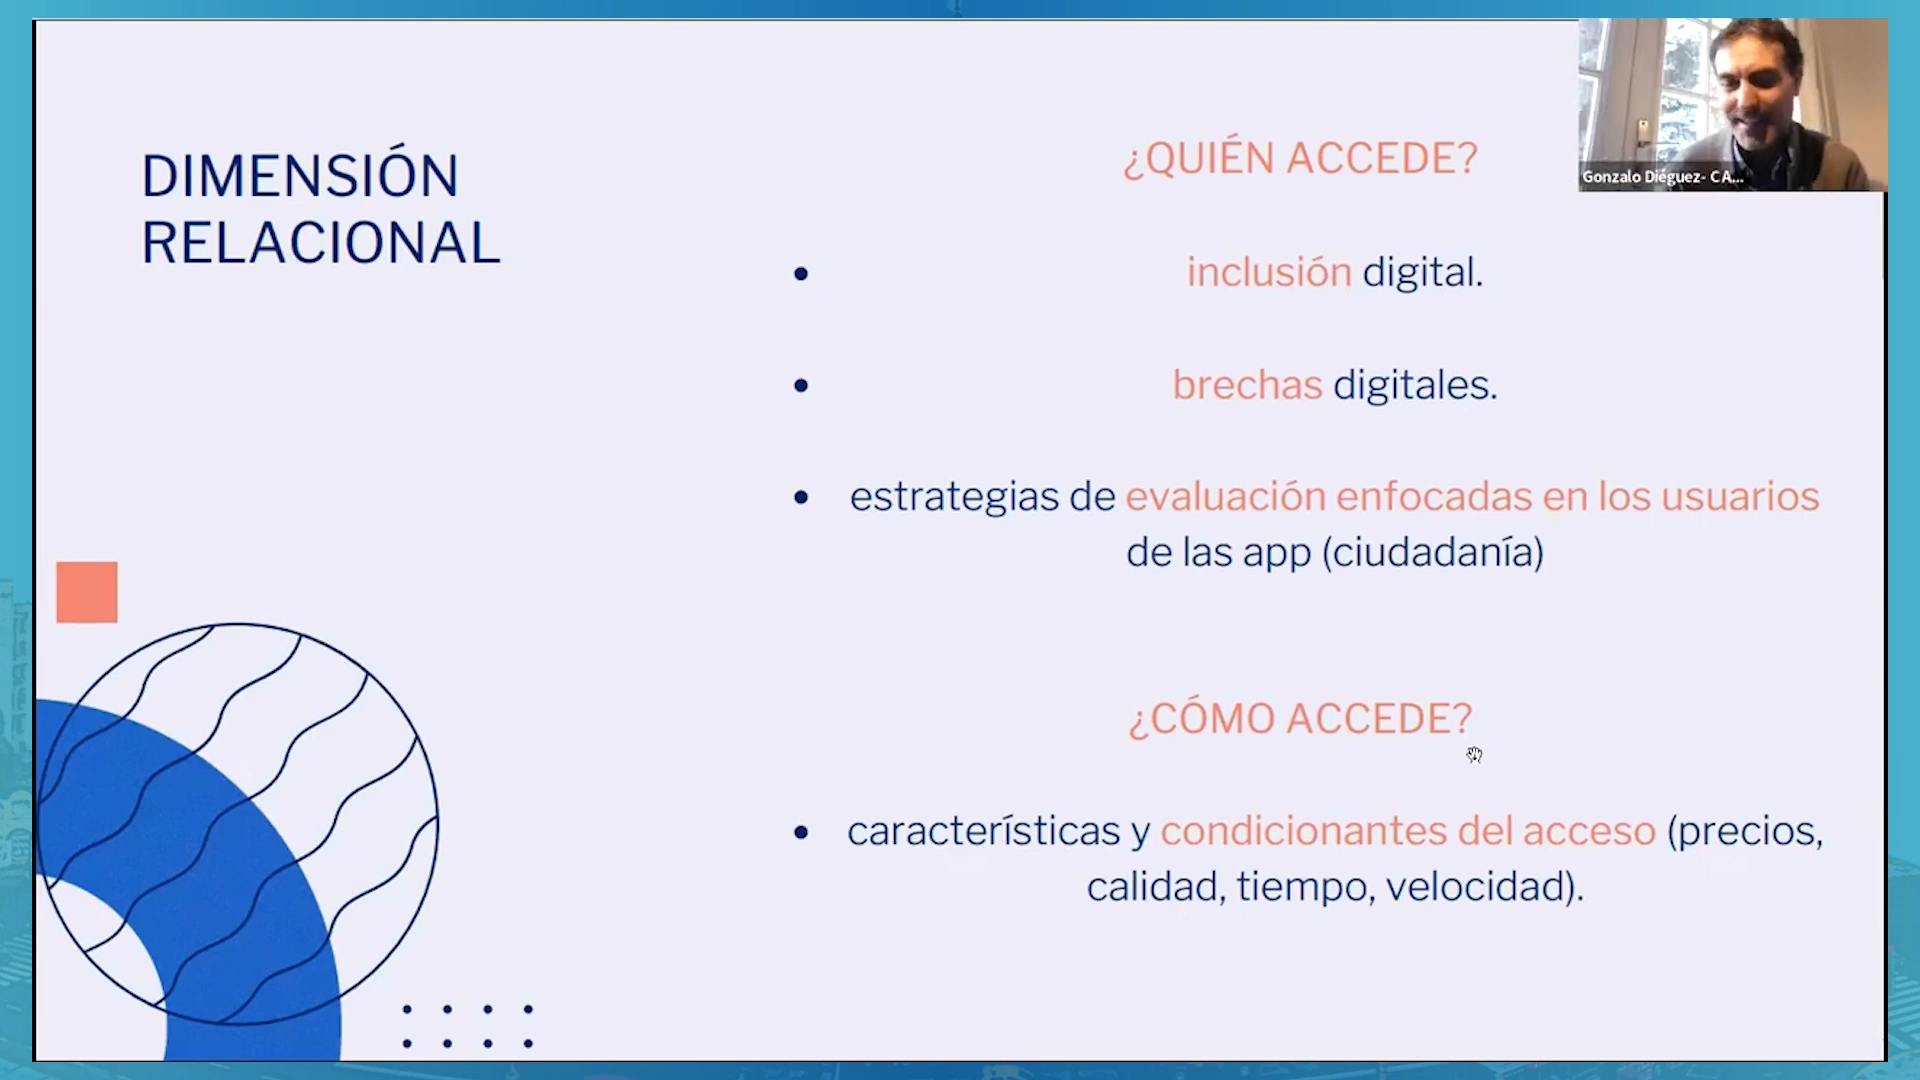 DIMENSIÓN
RELACIONAL
¿QUIÉN ACCEDE?
inclusión digital.
brechas digitales.
estrategias de evaluación enfocadas en los usuarios
de las app (ciudadanía)
¿CÓMO ACCEDE?
características y condicionantes del acceso (precios,
calidad, tiempo, velocidad).
Gonzalo Diéguez- C A...